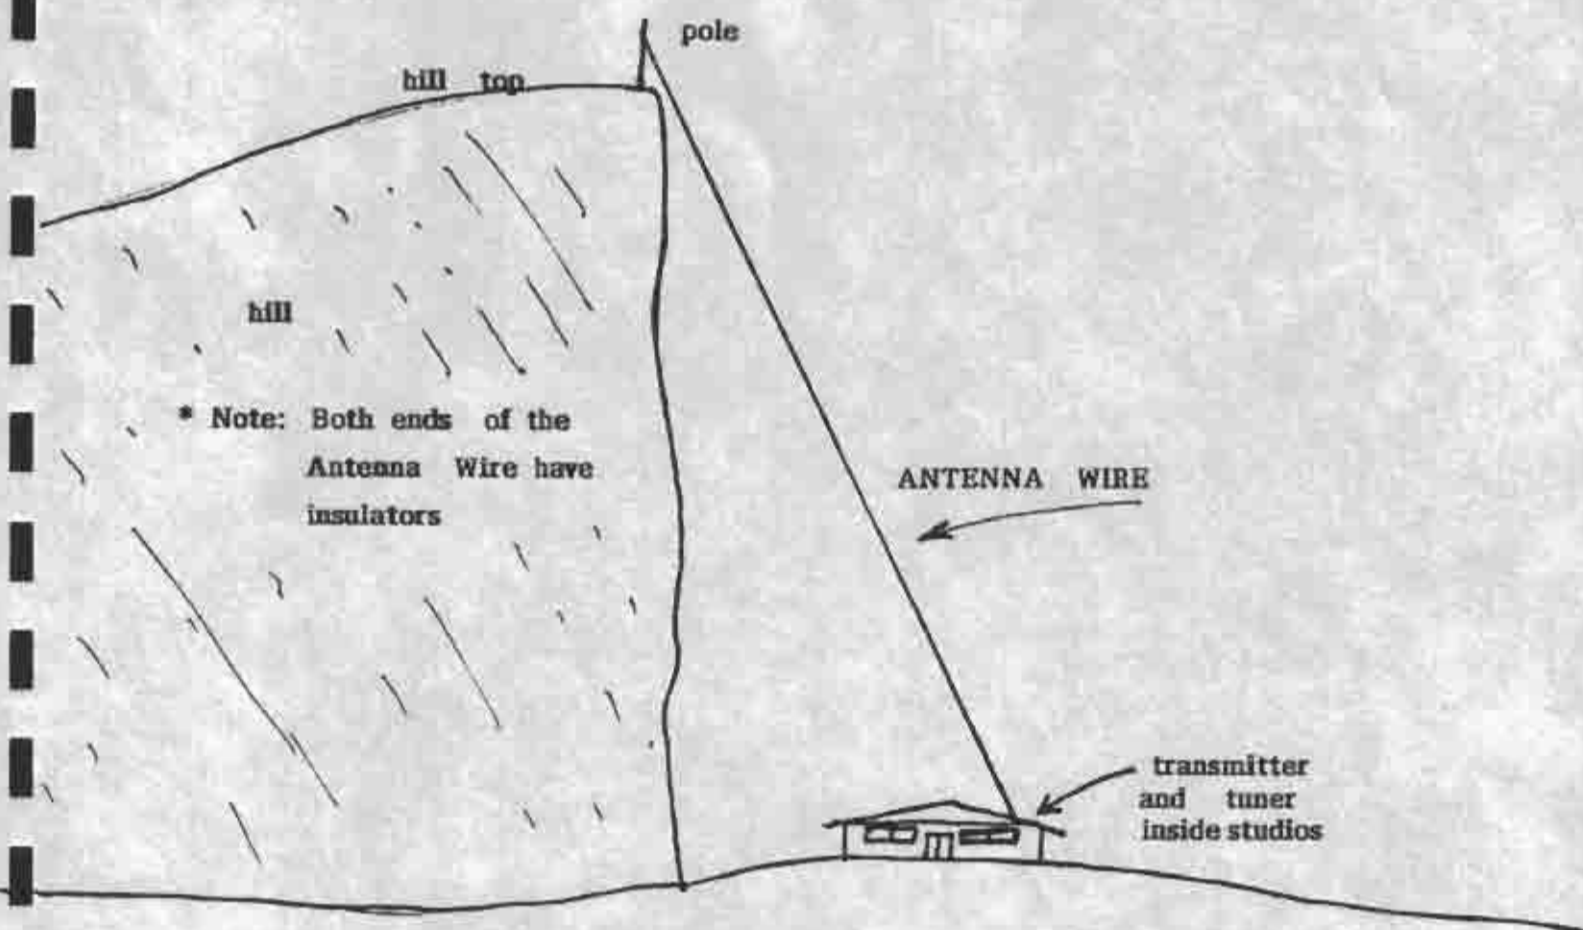 pole
hill top
hill
* Note: Both ends of the
Antenna Wire have
insulators
ANTENNA WIRE
transmitter
and tuner
inside studios